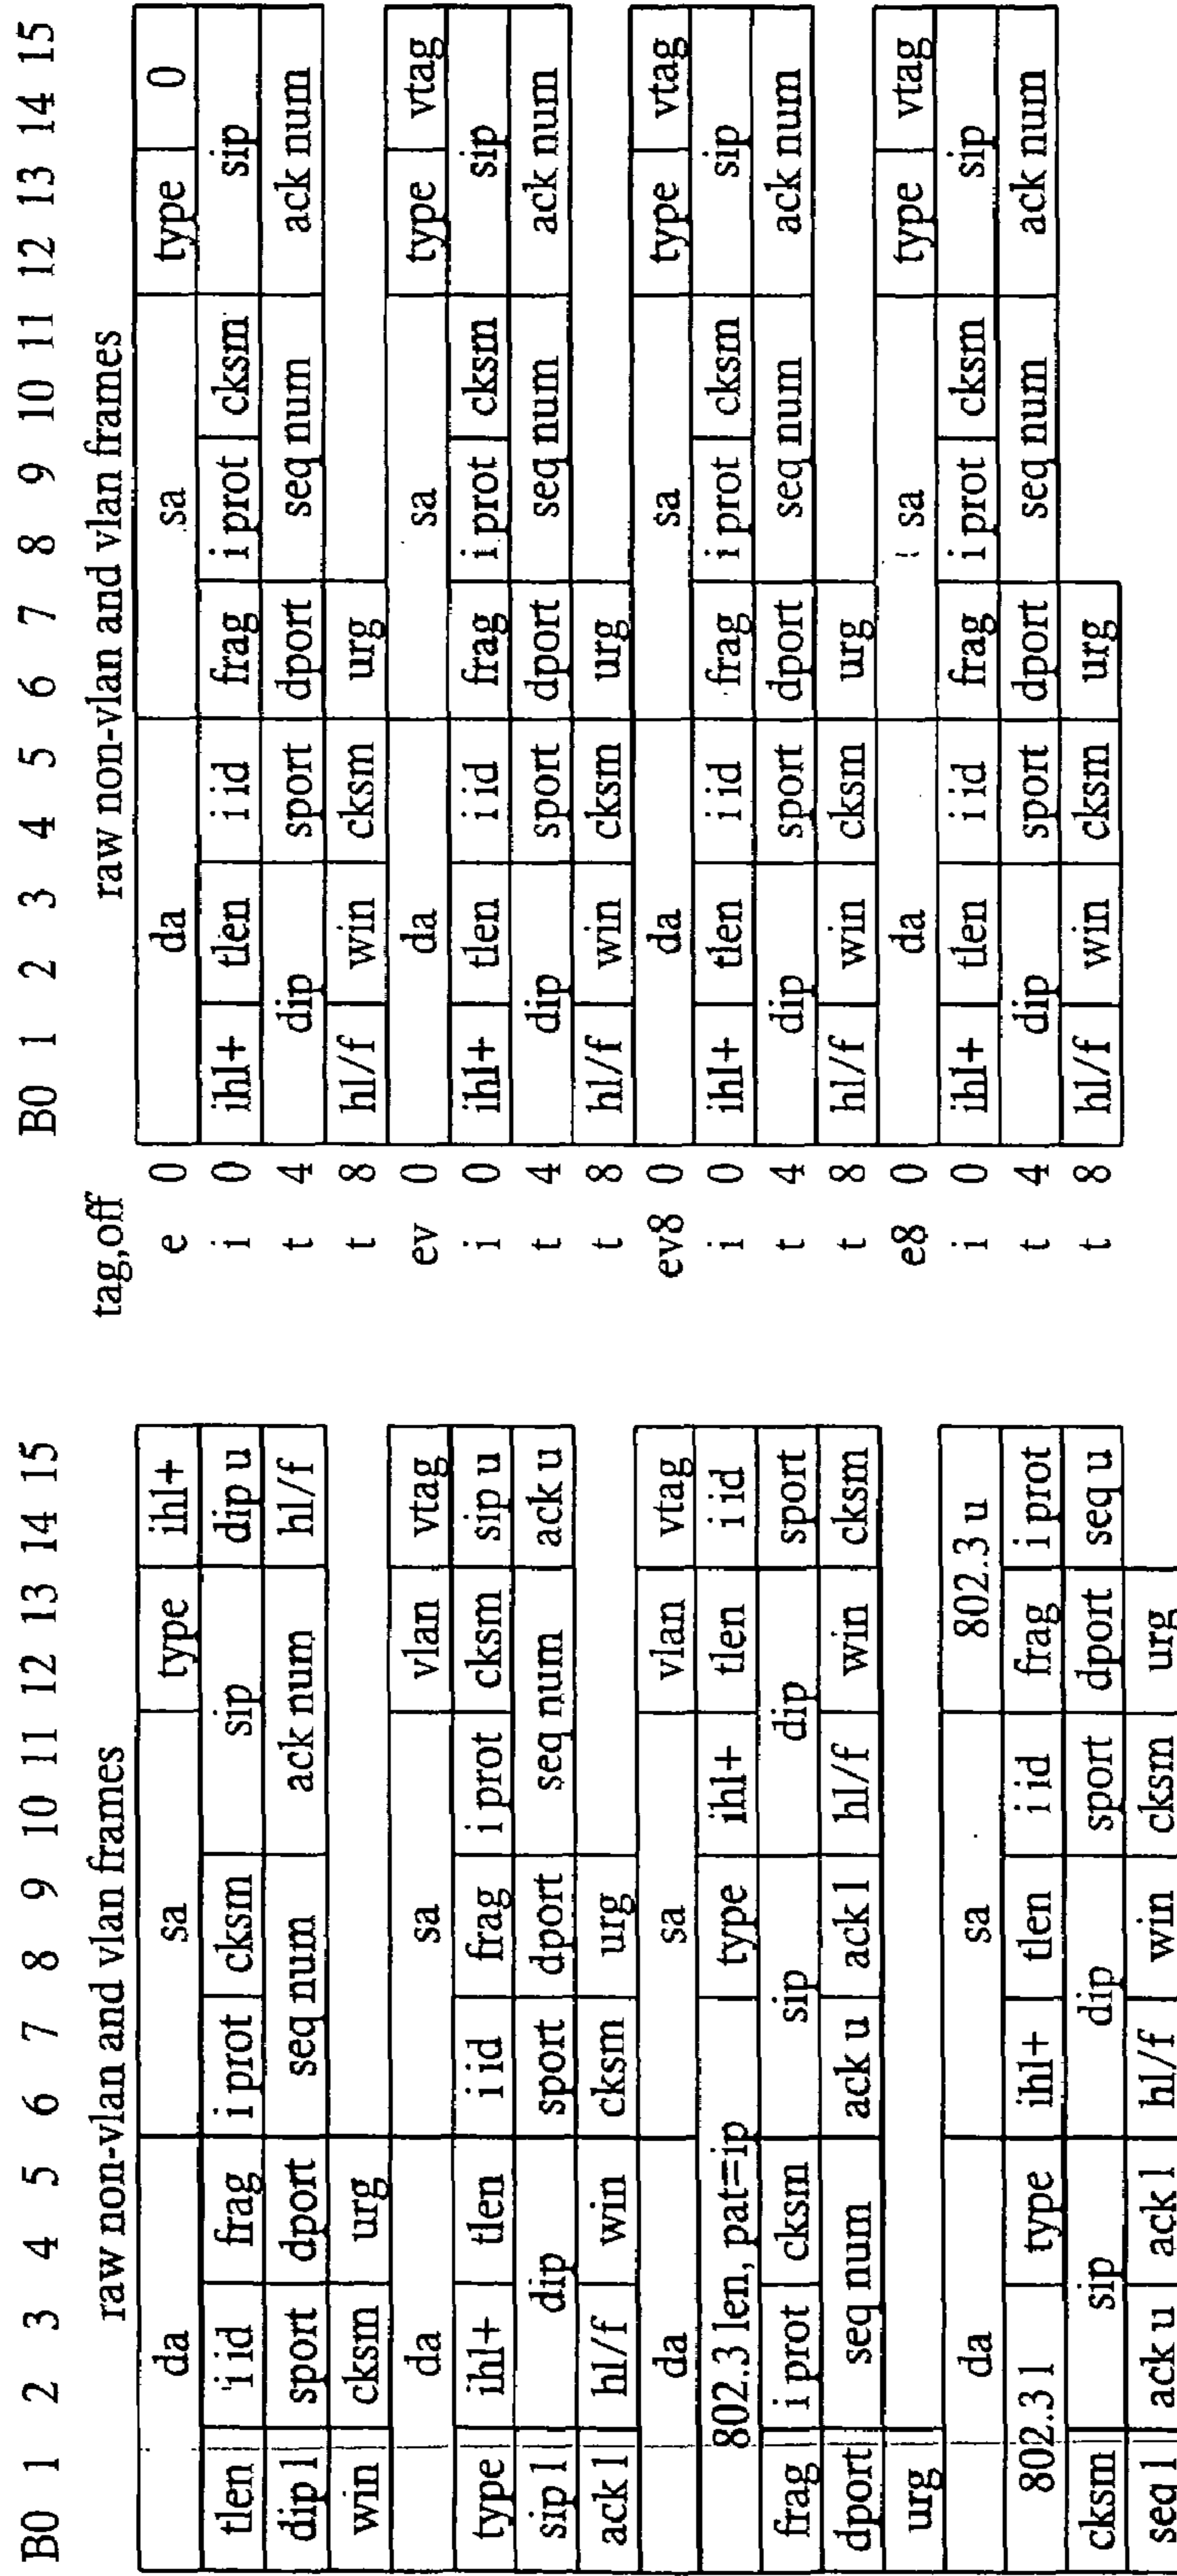 B0 1 2 3 4 5 6 7 8 9 10 11 12 13 14 15
raw non-vlan and vlan frames
da sa type ihl+
tlen i id frag i prot cksm sip dip u
dip l sport dport seq num ack num hl/f
win cksm urg
da sa vlan vtag
type ihl+ tlen i id frag i prot cksm sip u
sip l dip sport dport seq num ack u
ack l hl/f win cksm urg
da sa vlan vtag
802.3 len, pat=ip type ihl+ tlen i id
frag i prot cksm sip dip sport
dport seq num ack u ack l hl/f win cksm
urg
da sa 802.3 u
802.3 l type ihl+ tlen i id frag i prot
cksm sip dip sport dport seq u
seq l ack u ack l hl/f win cksm urg
B0 1 2 3 4 5 6 7 8 9 10 11 12 13 14 15
tag,off raw non-vlan and vlan frames
e 0 da sa type 0
i 0 ihl+ tlen i id frag i prot cksm sip
t 4 dip sport dport seq num ack num
t 8 hl/f win cksm urg
ev 0 da sa type vtag
i 0 ihl+ tlen i id frag i prot cksm sip
t 4 dip sport dport seq num ack num
t 8 hl/f win cksm urg
ev8 0 da sa type vtag
i 0 ihl+ tlen i id frag i prot cksm sip
t 4 dip sport dport seq num ack num
t 8 hl/f win cksm urg
e8 0 da sa type vtag
i 0 ihl+ tlen i id frag i prot cksm sip
t 4 dip sport dport seq num ack num
t 8 hl/f win cksm urg